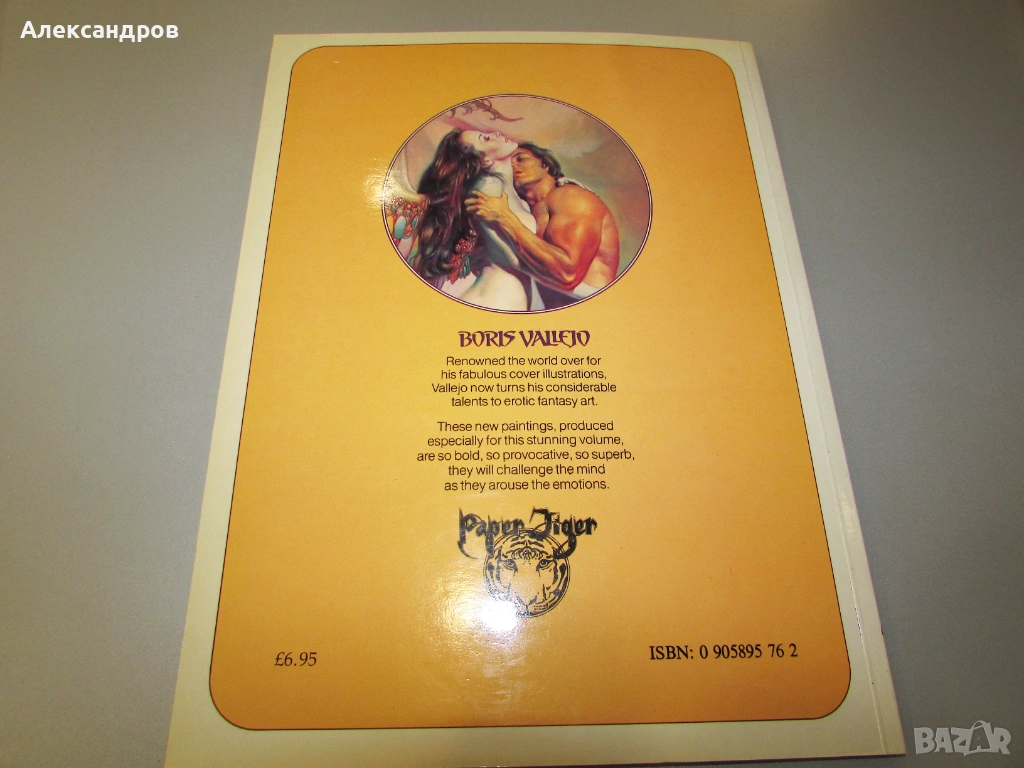 Александров
BORIS VALLEJO
Renowned the world over for
his fabulous cover illustrations,
Vallejo now turns his considerable
talents to erotic fantasy art.
These new paintings, produced
especially for this stunning volume,
are so bold, so provocative, so superb,
they will challenge the mind
as they arouse the emotions.
Paper Tiger
£6.95
ISBN: 0 905895 76 2
BAZAR